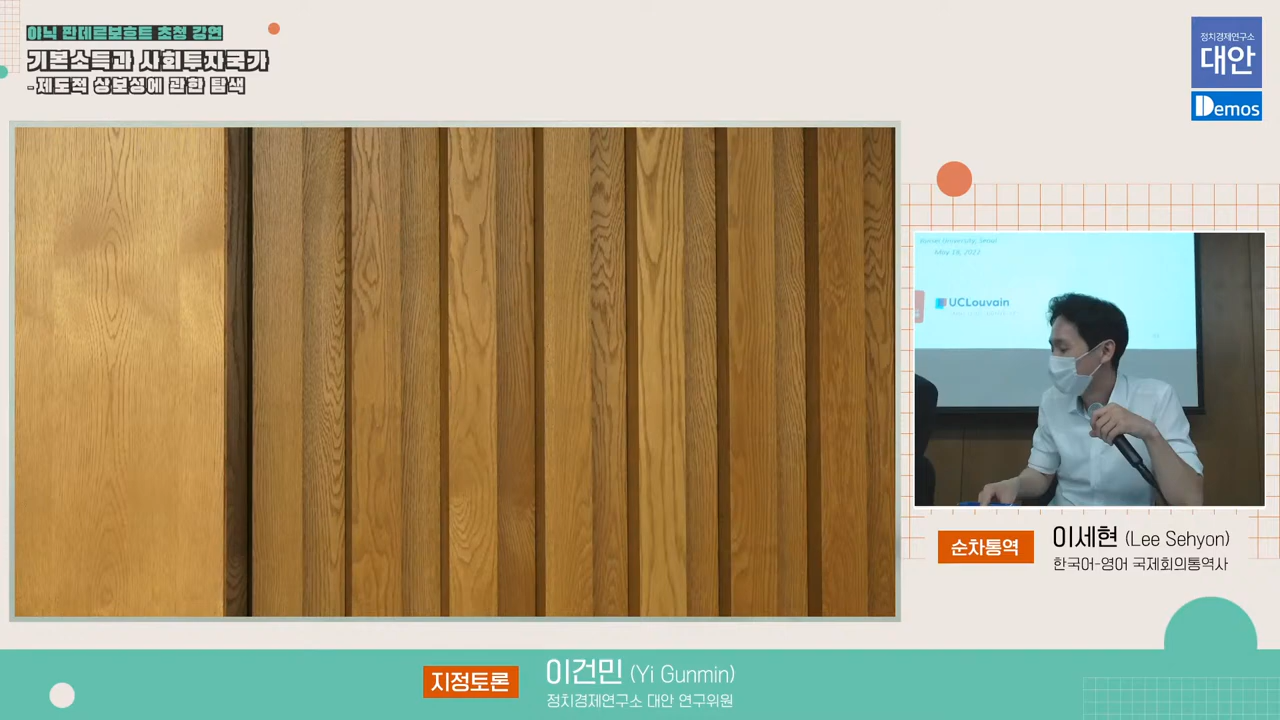 야닉 판데르보흐트 초청 강연
기본소득과 사회투자국가
- 제도적 상보성에 관한 탐색
정치경제연구소
대안
Demos
May 19, 2022
UCLouvain
순차통역
이세현 (Lee Sehyon)
한국어-영어 국제회의통역사
지정토론
이건민 (Yi Gunmin)
정치경제연구소 대안 연구위원